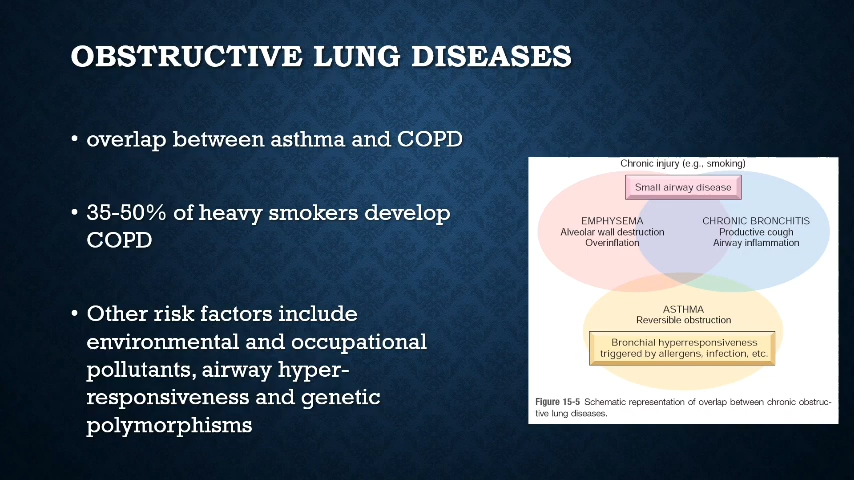 OBSTRUCTIVE LUNG DISEASES
• overlap between asthma and COPD
• 35-50% of heavy smokers develop
COPD
• Other risk factors include
environmental and occupational
pollutants, airway hyper-
responsiveness and genetic
polymorphisms
Chronic injury (e.g., smoking)
Small airway disease
EMPHYSEMA
Alveolar wall destruction
Overinflation
CHRONIC BRONCHITIS
Productive cough
Airway inflammation
ASTHMA
Reversible obstruction
Bronchial hyperresponsiveness
triggered by allergens, infection, etc.
Figure 15-5 Schematic representation of overlap between chronic obstruc-
tive lung diseases.